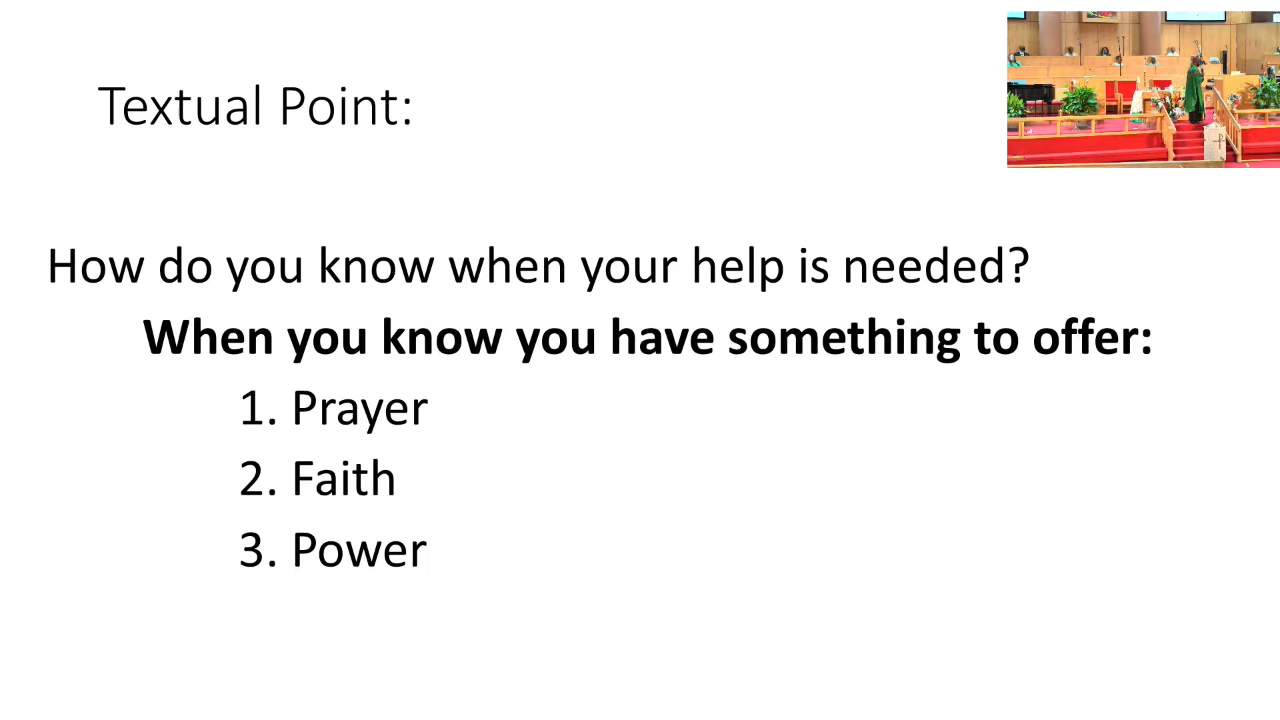 Textual Point:
How do you know when your help is needed?
When you know you have something to offer:
1. Prayer
2. Faith
3. Power